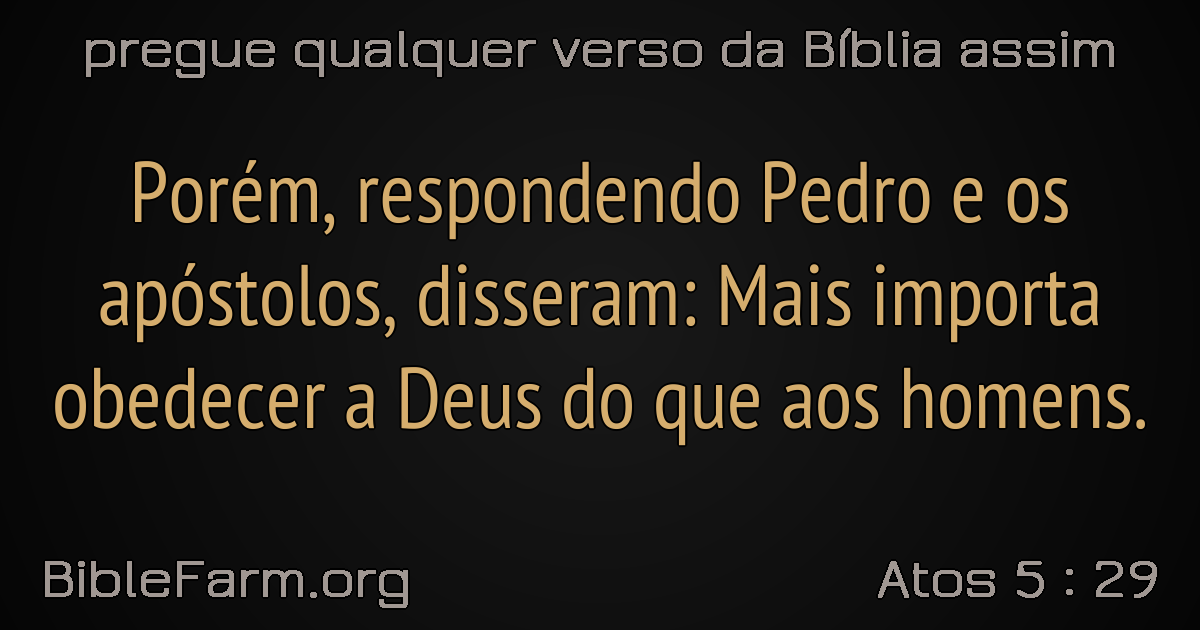 pregue qualquer verso da Bíblia assim
Porém, respondendo Pedro e os
apóstolos, disseram: Mais importa
obedecer a Deus do que aos homens.
BibleFarm.org
Atos 5 : 29